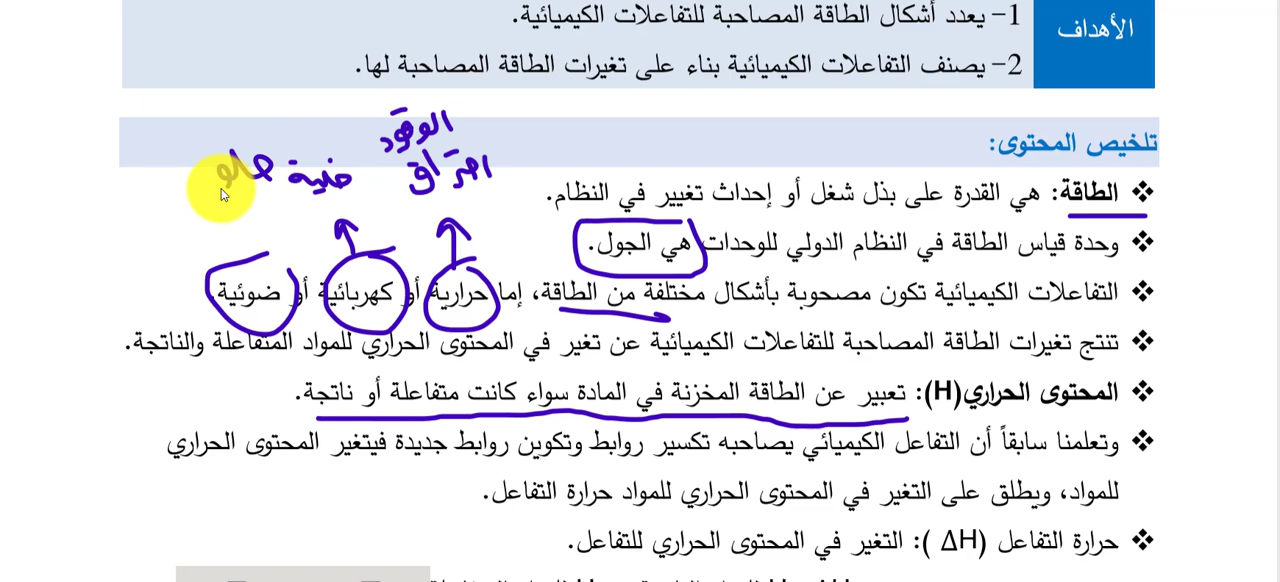 الأهداف
1- يعدد أشكال الطاقة المصاحبة للتفاعلات الكيميائية.
2- يصنف التفاعلات الكيميائية بناء على تغيرات الطاقة المصاحبة لها.
تلخيص المحتوى:
الوقود
احتراق
❖ الطاقة: هي القدرة على بذل شغل أو إحداث تغيير في النظام.
❖ وحدة قياس الطاقة في النظام الدولي للوحدات هي الجول.
❖ التفاعلات الكيميائية تكون مصحوبة بأشكال مختلفة من الطاقة، إما حرارية أو كهربائية أو ضوئية.
❖ تنتج تغيرات الطاقة المصاحبة للتفاعلات الكيميائية عن تغير في المحتوى الحراري للمواد المتفاعلة والناتجة.
❖ المحتوى الحراري(H): تعبير عن الطاقة المخزنة في المادة سواء كانت متفاعلة أو ناتجة.
❖ وتعلمنا سابقاً أن التفاعل الكيميائي يصاحبه تكسير روابط وتكوين روابط جديدة فيتغير المحتوى الحراري
للمواد، ويطلق على التغير في المحتوى الحراري للمواد حرارة التفاعل.
❖ حرارة التفاعل (ΔH ): التغير في المحتوى الحراري للتفاعل.